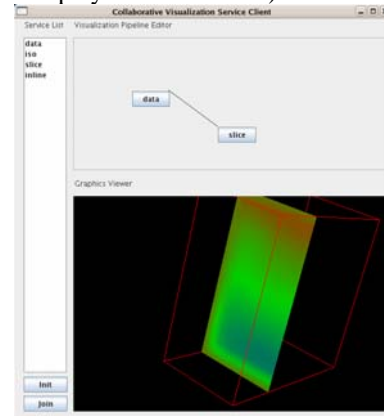 Collaborative Visualization Service Client
Service List Visualization Pipeline Editor
data
iso
slice
inline
data
slice
Graphics Viewer
Init
Join